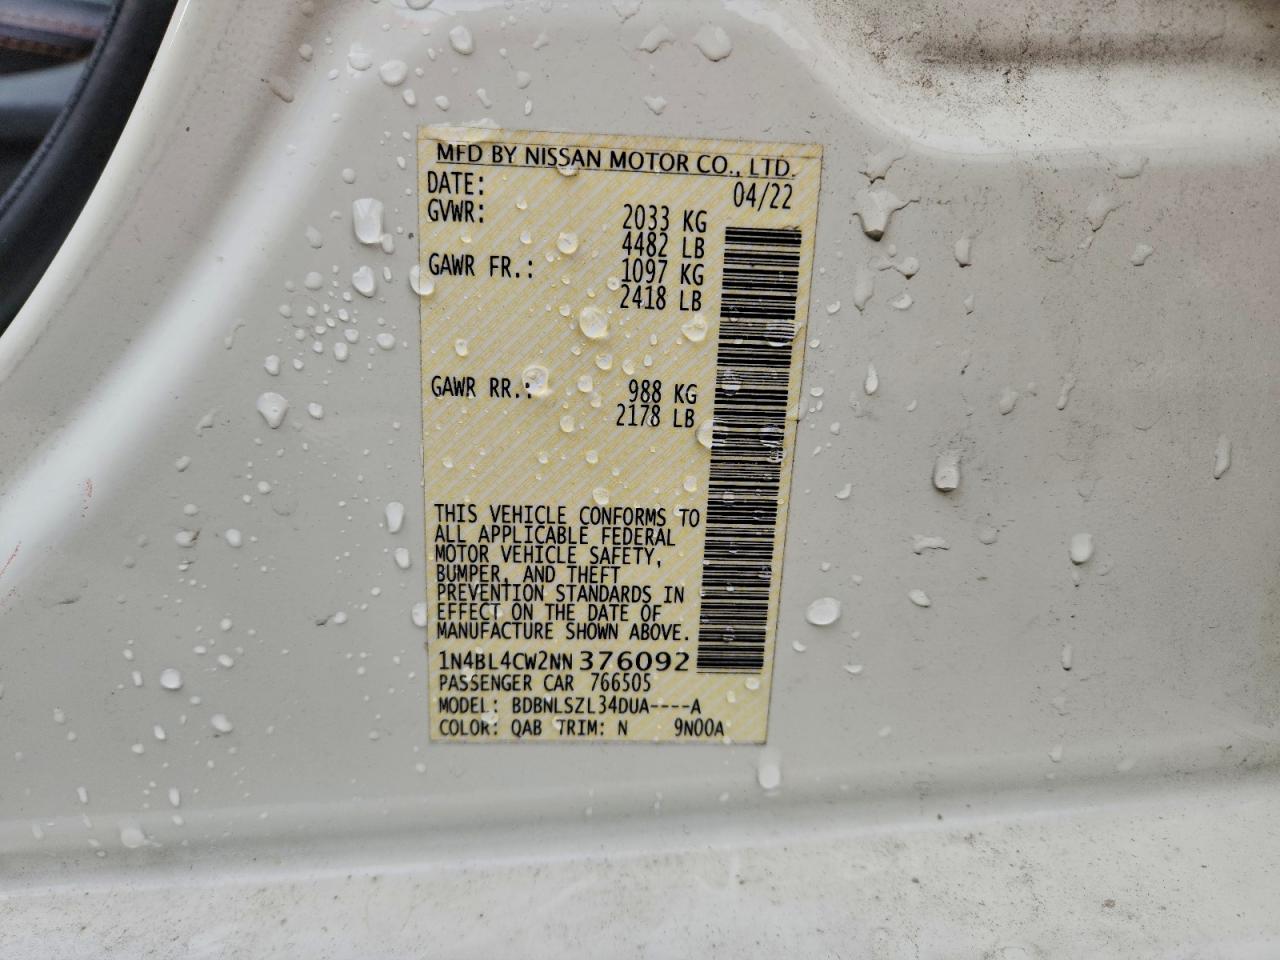 MFD BY NISSAN MOTOR CO., LTD.
DATE: 04/22
GVWR: 2033 KG
4482 LB
GAWR FR.: 1097 KG
2418 LB
GAWR RR.: 988 KG
2178 LB
THIS VEHICLE CONFORMS TO
ALL APPLICABLE FEDERAL
MOTOR VEHICLE SAFETY,
BUMPER, AND THEFT
PREVENTION STANDARDS IN
EFFECT ON THE DATE OF
MANUFACTURE SHOWN ABOVE.
1N4BL4CW2NN376092
PASSENGER CAR 766505
MODEL: BDBNLSZL34DUA----A
COLOR: QAB TRIM: N 9N00A